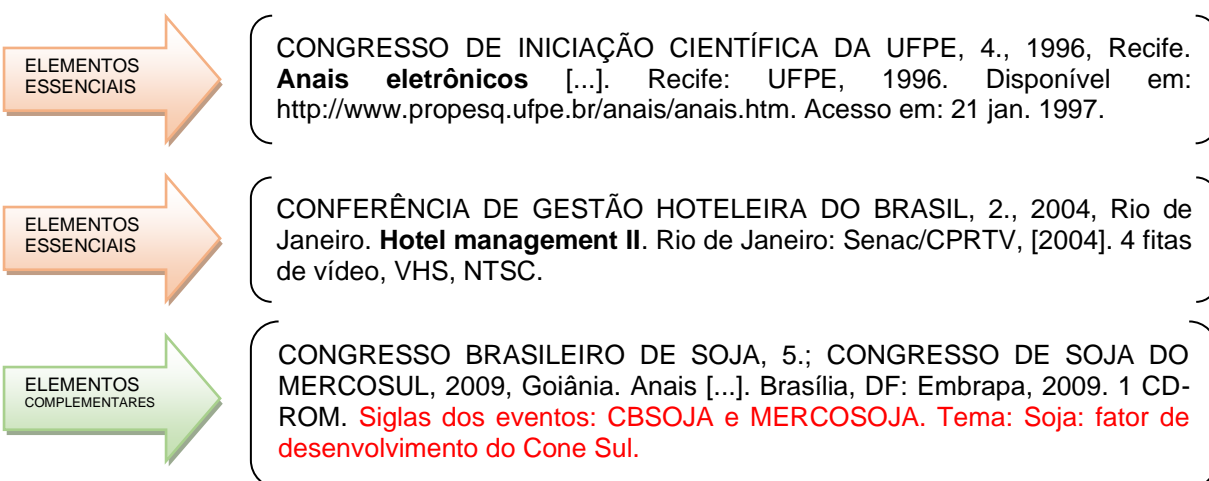 ELEMENTOS
ESSENCIAIS
CONGRESSO DE INICIAÇÃO CIENTÍFICA DA UFPE, 4., 1996, Recife.
Anais eletrônicos [...]. Recife: UFPE, 1996. Disponível em:
http://www.propesq.ufpe.br/anais/anais.htm. Acesso em: 21 jan. 1997.
ELEMENTOS
ESSENCIAIS
CONFERÊNCIA DE GESTÃO HOTELEIRA DO BRASIL, 2., 2004, Rio de
Janeiro. Hotel management II. Rio de Janeiro: Senac/CPRTV, [2004]. 4 fitas
de vídeo, VHS, NTSC.
ELEMENTOS
COMPLEMENTARES
CONGRESSO BRASILEIRO DE SOJA, 5.; CONGRESSO DE SOJA DO
MERCOSUL, 2009, Goiânia. Anais [...]. Brasília, DF: Embrapa, 2009. 1 CD-
ROM. Siglas dos eventos: CBSOJA e MERCOSOJA. Tema: Soja: fator de
desenvolvimento do Cone Sul.